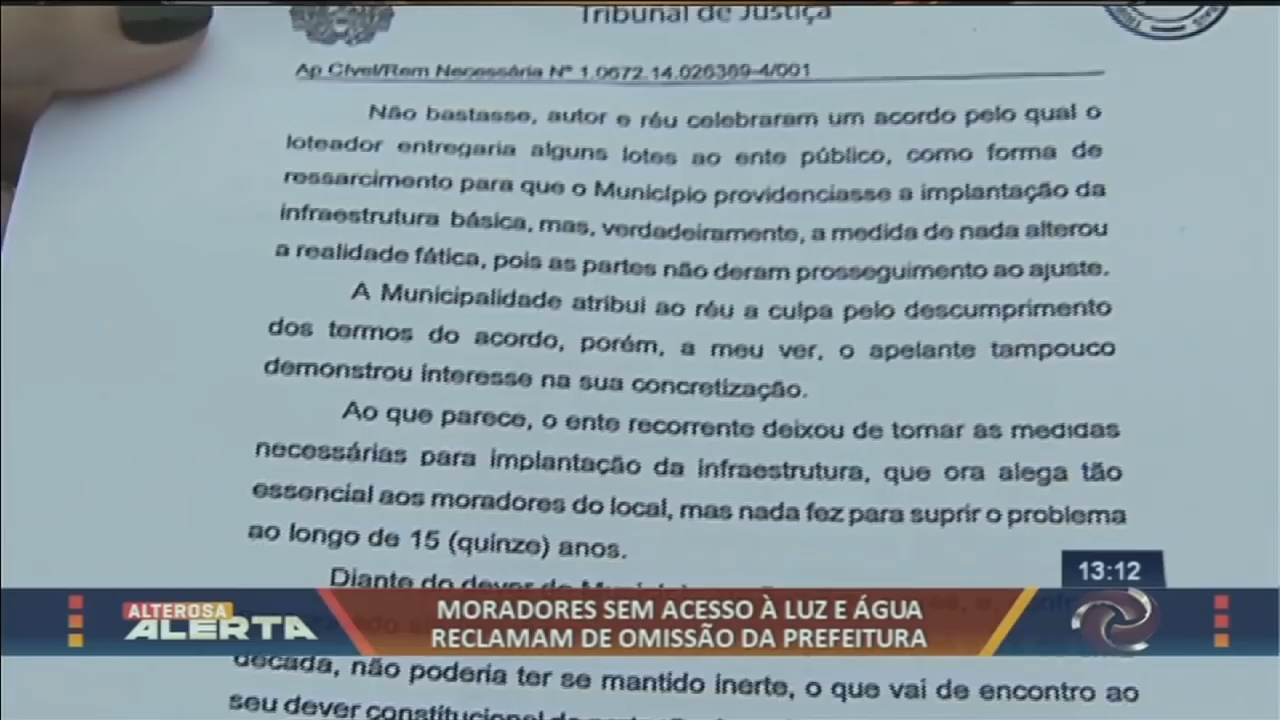 Tribunal de Justiça
Ap Cível/Rem Necessária Nº 1.0672.14.026369-4/001
Não bastasse, autor e réu celebraram um acordo pelo qual o
loteador entregaria alguns lotes ao ente público, como forma de
ressarcimento para que o Município providenciasse a implantação da
infraestrutura básica, mas, verdadeiramente, a medida de nada alterou
a realidade fática, pois as partes não deram prosseguimento ao ajuste.
A Municipalidade atribui ao réu a culpa pelo descumprimento
dos termos do acordo, porém, a meu ver, o apelante tampouco
demonstrou interesse na sua concretização.
Ao que parece, o ente recorrente deixou de tomar as medidas
necessárias para implantação da infraestrutura, que ora alega tão
essencial aos moradores do local, mas nada fez para suprir o problema
ao longo de 15 (quinze) anos.
Diante do dever
13:12
ALTEROSA
ALERTA
MORADORES SEM ACESSO À LUZ E ÁGUA
RECLAMAM DE OMISSÃO DA PREFEITURA
década, não poderia ter se mantido inerte, o que vai de encontro ao
seu dever constitucional